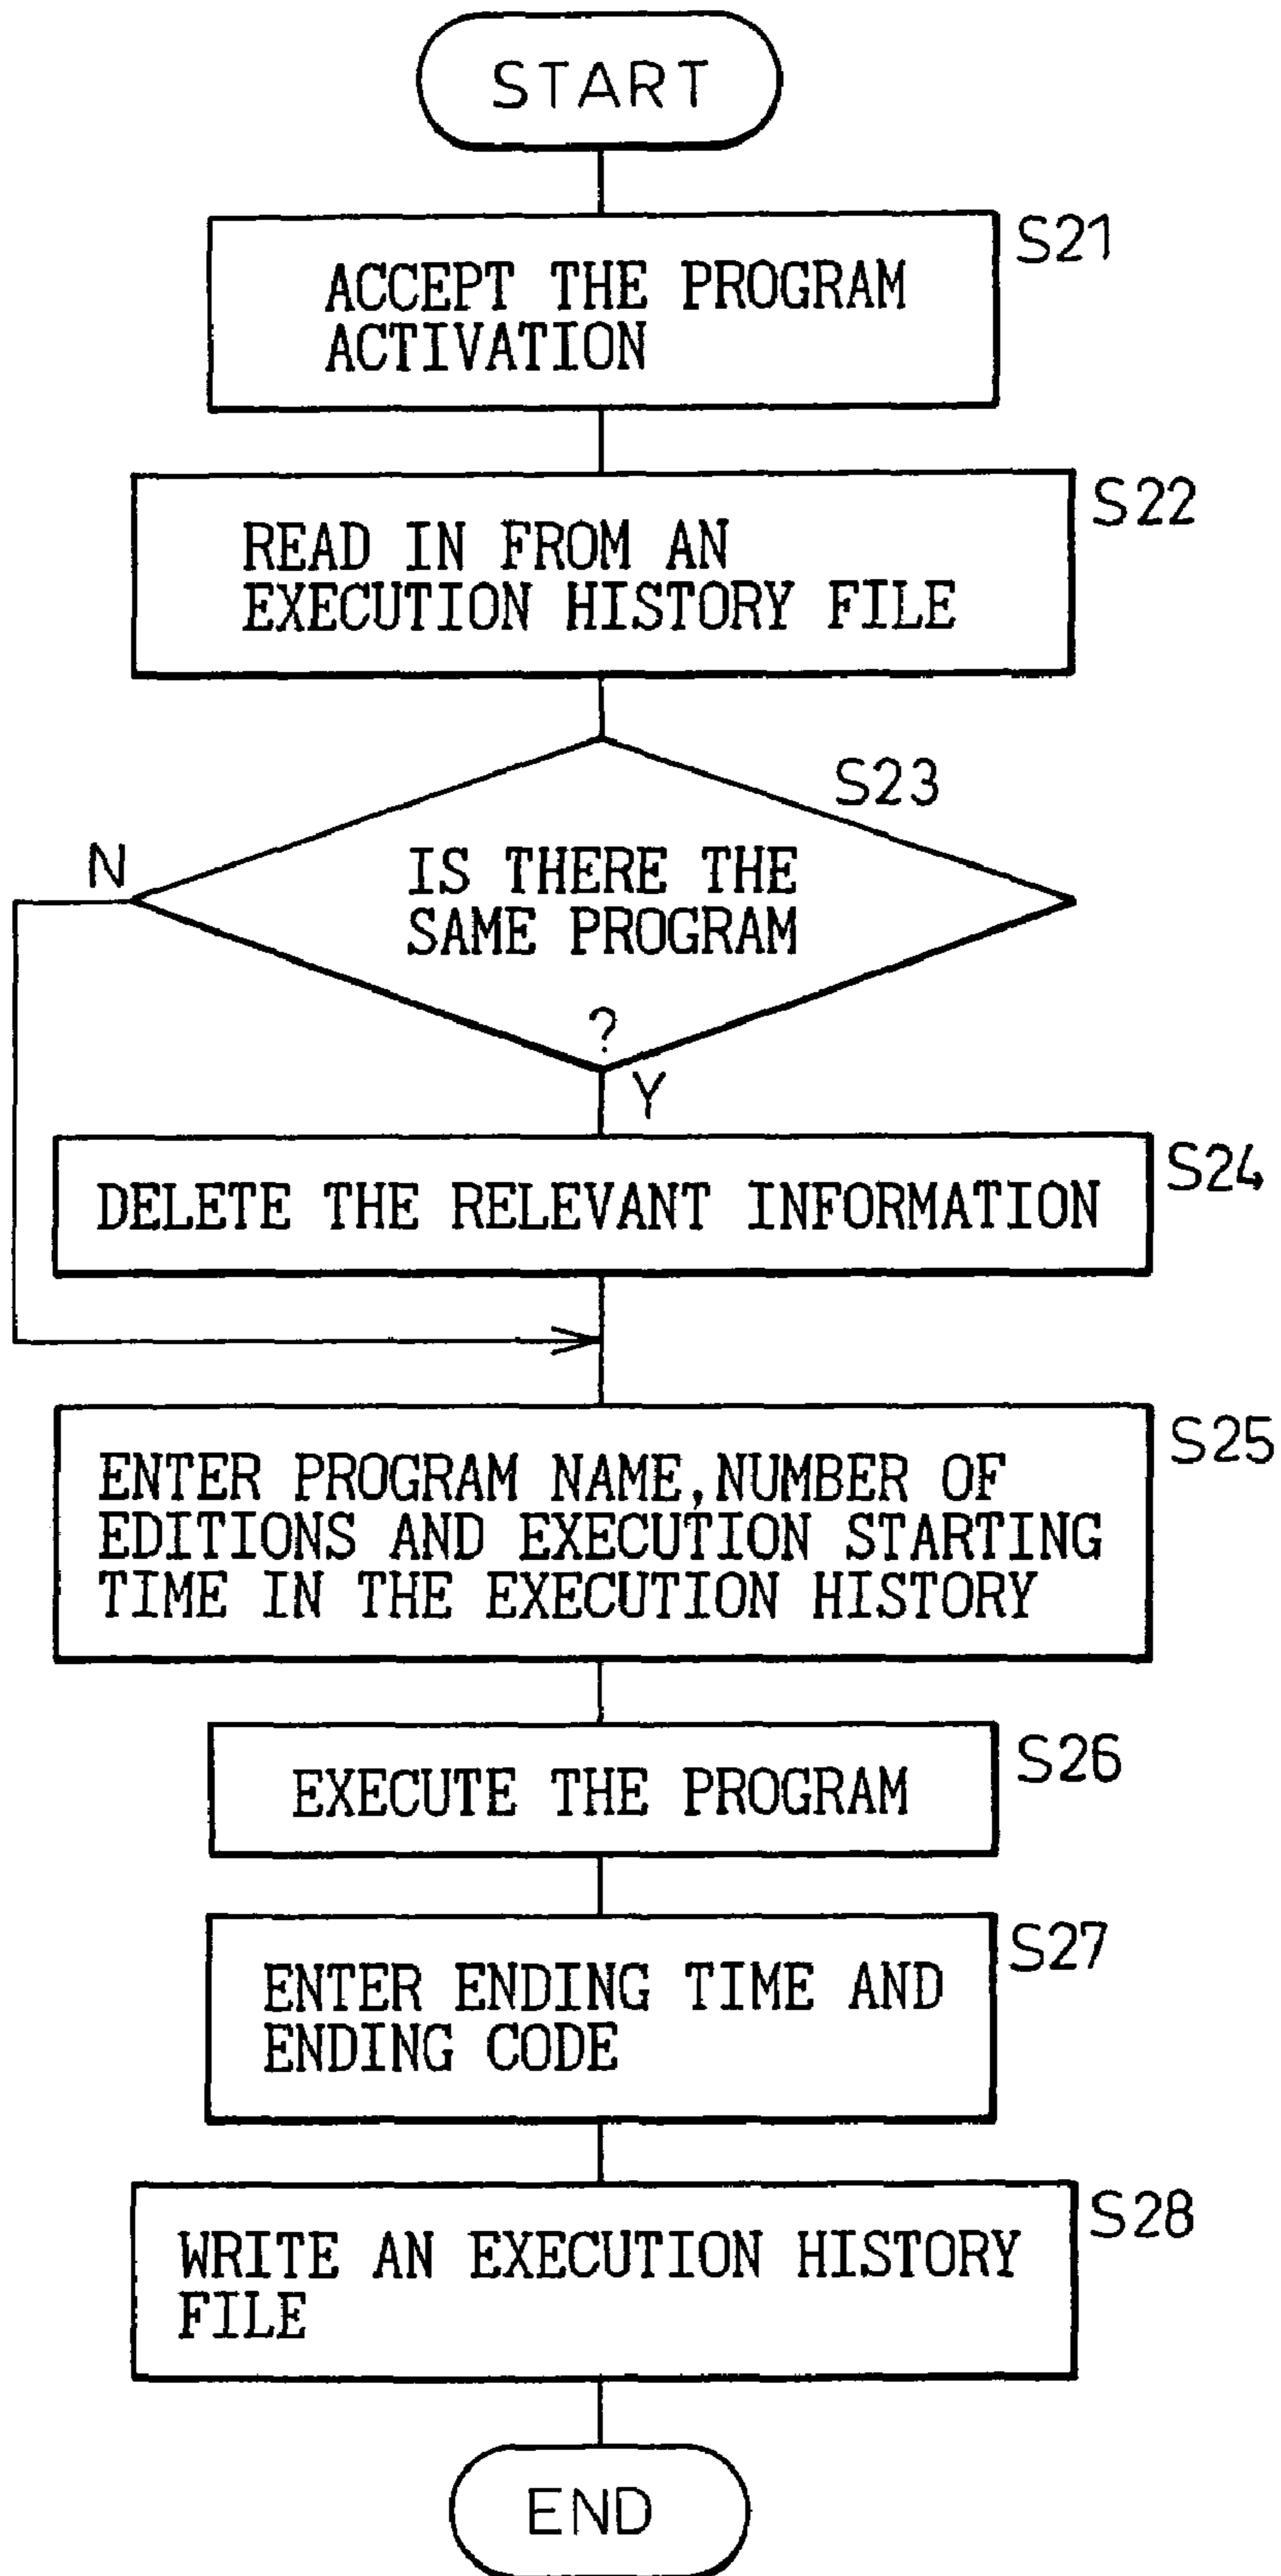 START
S21
ACCEPT THE PROGRAM
ACTIVATION
S22
READ IN FROM AN
EXECUTION HISTORY FILE
S23
N
IS THERE THE
SAME PROGRAM
?
Y
S24
DELETE THE RELEVANT INFORMATION
S25
ENTER PROGRAM NAME, NUMBER OF
EDITIONS AND EXECUTION STARTING
TIME IN THE EXECUTION HISTORY
S26
EXECUTE THE PROGRAM
S27
ENTER ENDING TIME AND
ENDING CODE
S28
WRITE AN EXECUTION HISTORY
FILE
END